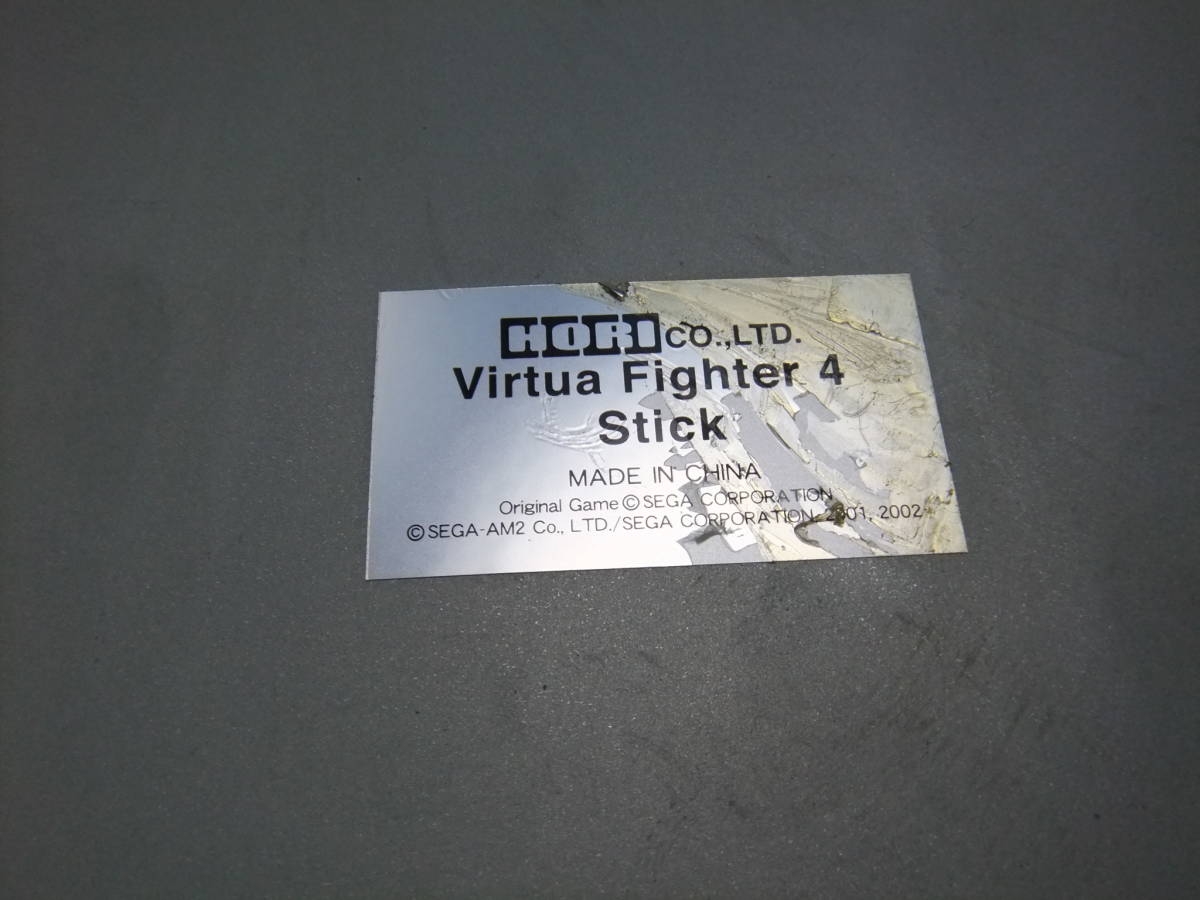 HORI CO.,LTD.
Virtua Fighter 4
Stick
MADE IN CHINA
Original Game © SEGA CORPORATION
© SEGA-AM2 Co., LTD./SEGA CORPORATION, 2001, 2002